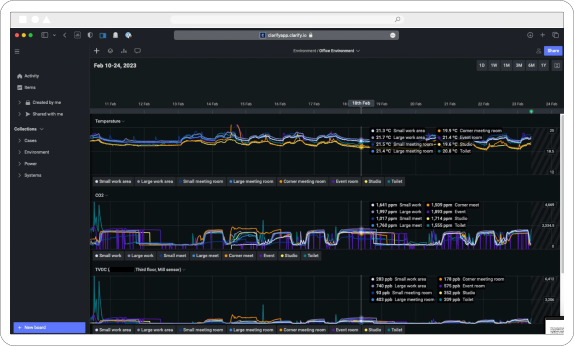 clarifyapp.clarify.io
Environment / Office Environment
Share
Feb 10-24, 2023
1D 1W 1M 3M 6M 1Y
Activity
Items
Created by me
Shared with me
Collections
Cases
Environment
Power
Systems
11 Feb 12 Feb 13 Feb 14 Feb 15 Feb 16 Feb 17 Feb 18th Feb 19 Feb 20 Feb 21 Feb 22 Feb 23 Feb 24 Feb
Temperature
21.3 °C Small work area 19.9 °C Corner meeting room
21.7 °C Large work area 21.4 °C Event room
21.5 °C Small meeting room 19.6 °C Studio
21.4 °C Large meeting room 20.8 °C Toilet
Small work area Large work area Small meeting room Large meeting room Corner meeting room Event room Studio Toilet
CO2
1,641 ppm Small work 1,509 ppm Corner meet
1,997 ppm Large work 1,893 ppm Event
1,815 ppm Small meet 1,714 ppm Studio
1,760 ppm Large meet 1,555 ppm Toilet
Small work Large work Small meet Large meet Corner meet Event Studio Toilet
TVOC ( Third floor, Mill sensor)
203 ppb Small work area 170 ppb Corner meeting room
740 ppb Large work area 575 ppb Event room
93 ppb Small meeting room 352 ppb Studio
403 ppb Large meeting room 209 ppb Toilet
Small work area Large work area Small meeting room Large meeting room Corner meeting room Event room Studio Toilet
+ New board